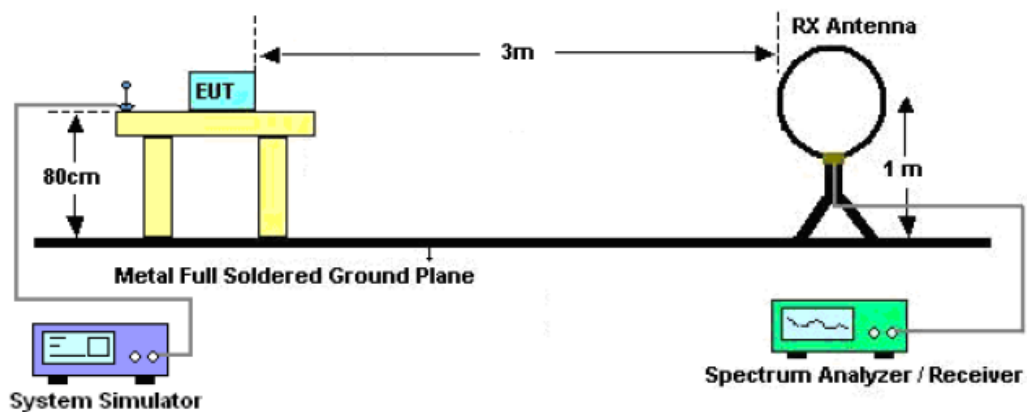 RX Antenna
3m
EUT
80cm
1 m
Metal Full Soldered Ground Plane
System Simulator
Spectrum Analyzer / Receiver